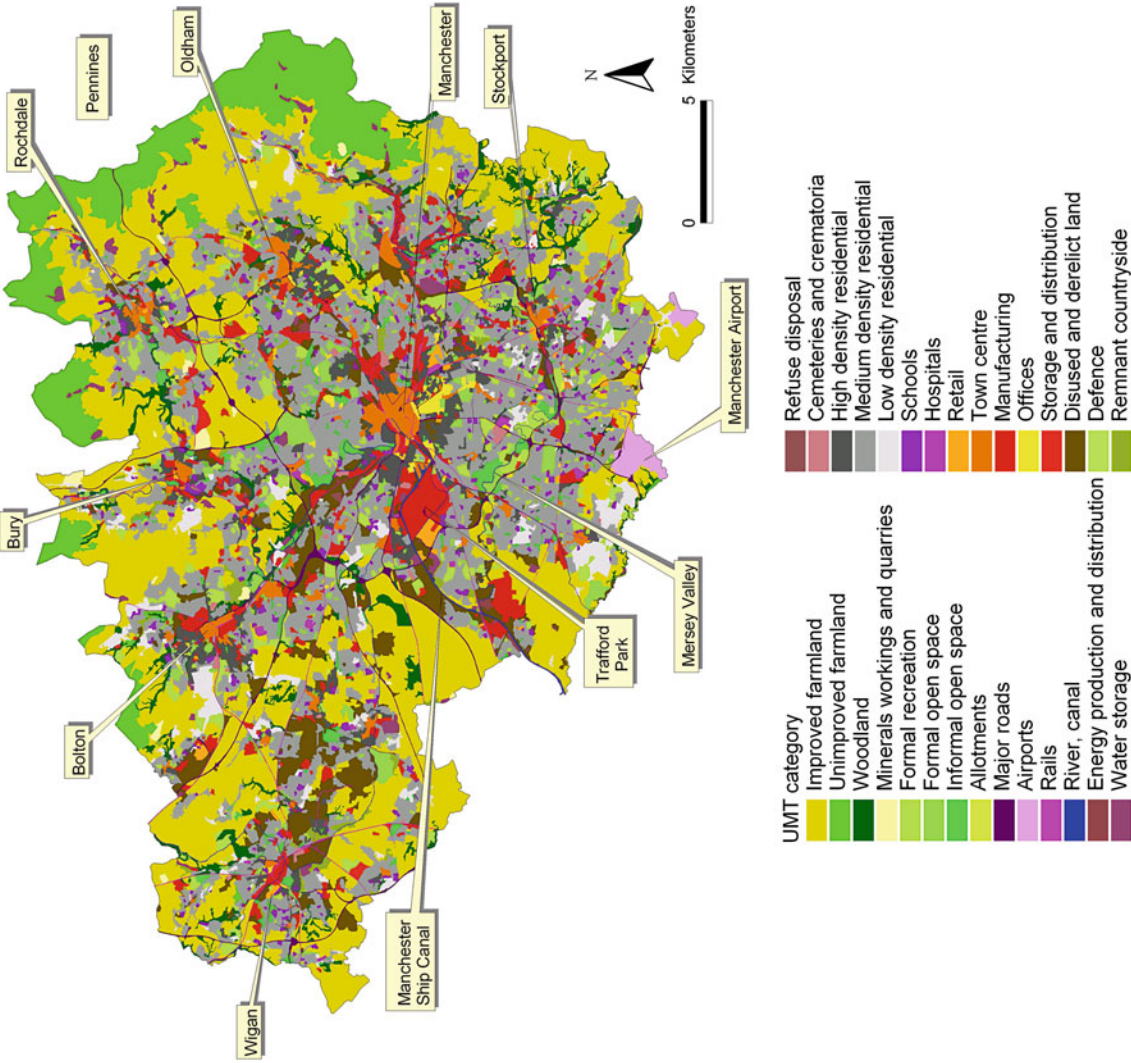 Rochdale
Pennines
Oldham
Bury
Manchester
Stockport
Bolton
N
0 5 Kilometers
Wigan
Manchester
Ship Canal
Trafford
Park
Mersey Valley
Manchester Airport
UMT category
Improved farmland
Unimproved farmland
Woodland
Minerals workings and quarries
Formal recreation
Formal open space
Informal open space
Allotments
Major roads
Airports
Rails
River, canal
Energy production and distribution
Water storage
Refuse disposal
Cemeteries and crematoria
High density residential
Medium density residential
Low density residential
Schools
Hospitals
Retail
Town centre
Manufacturing
Offices
Storage and distribution
Disused and derelict land
Defence
Remnant countryside